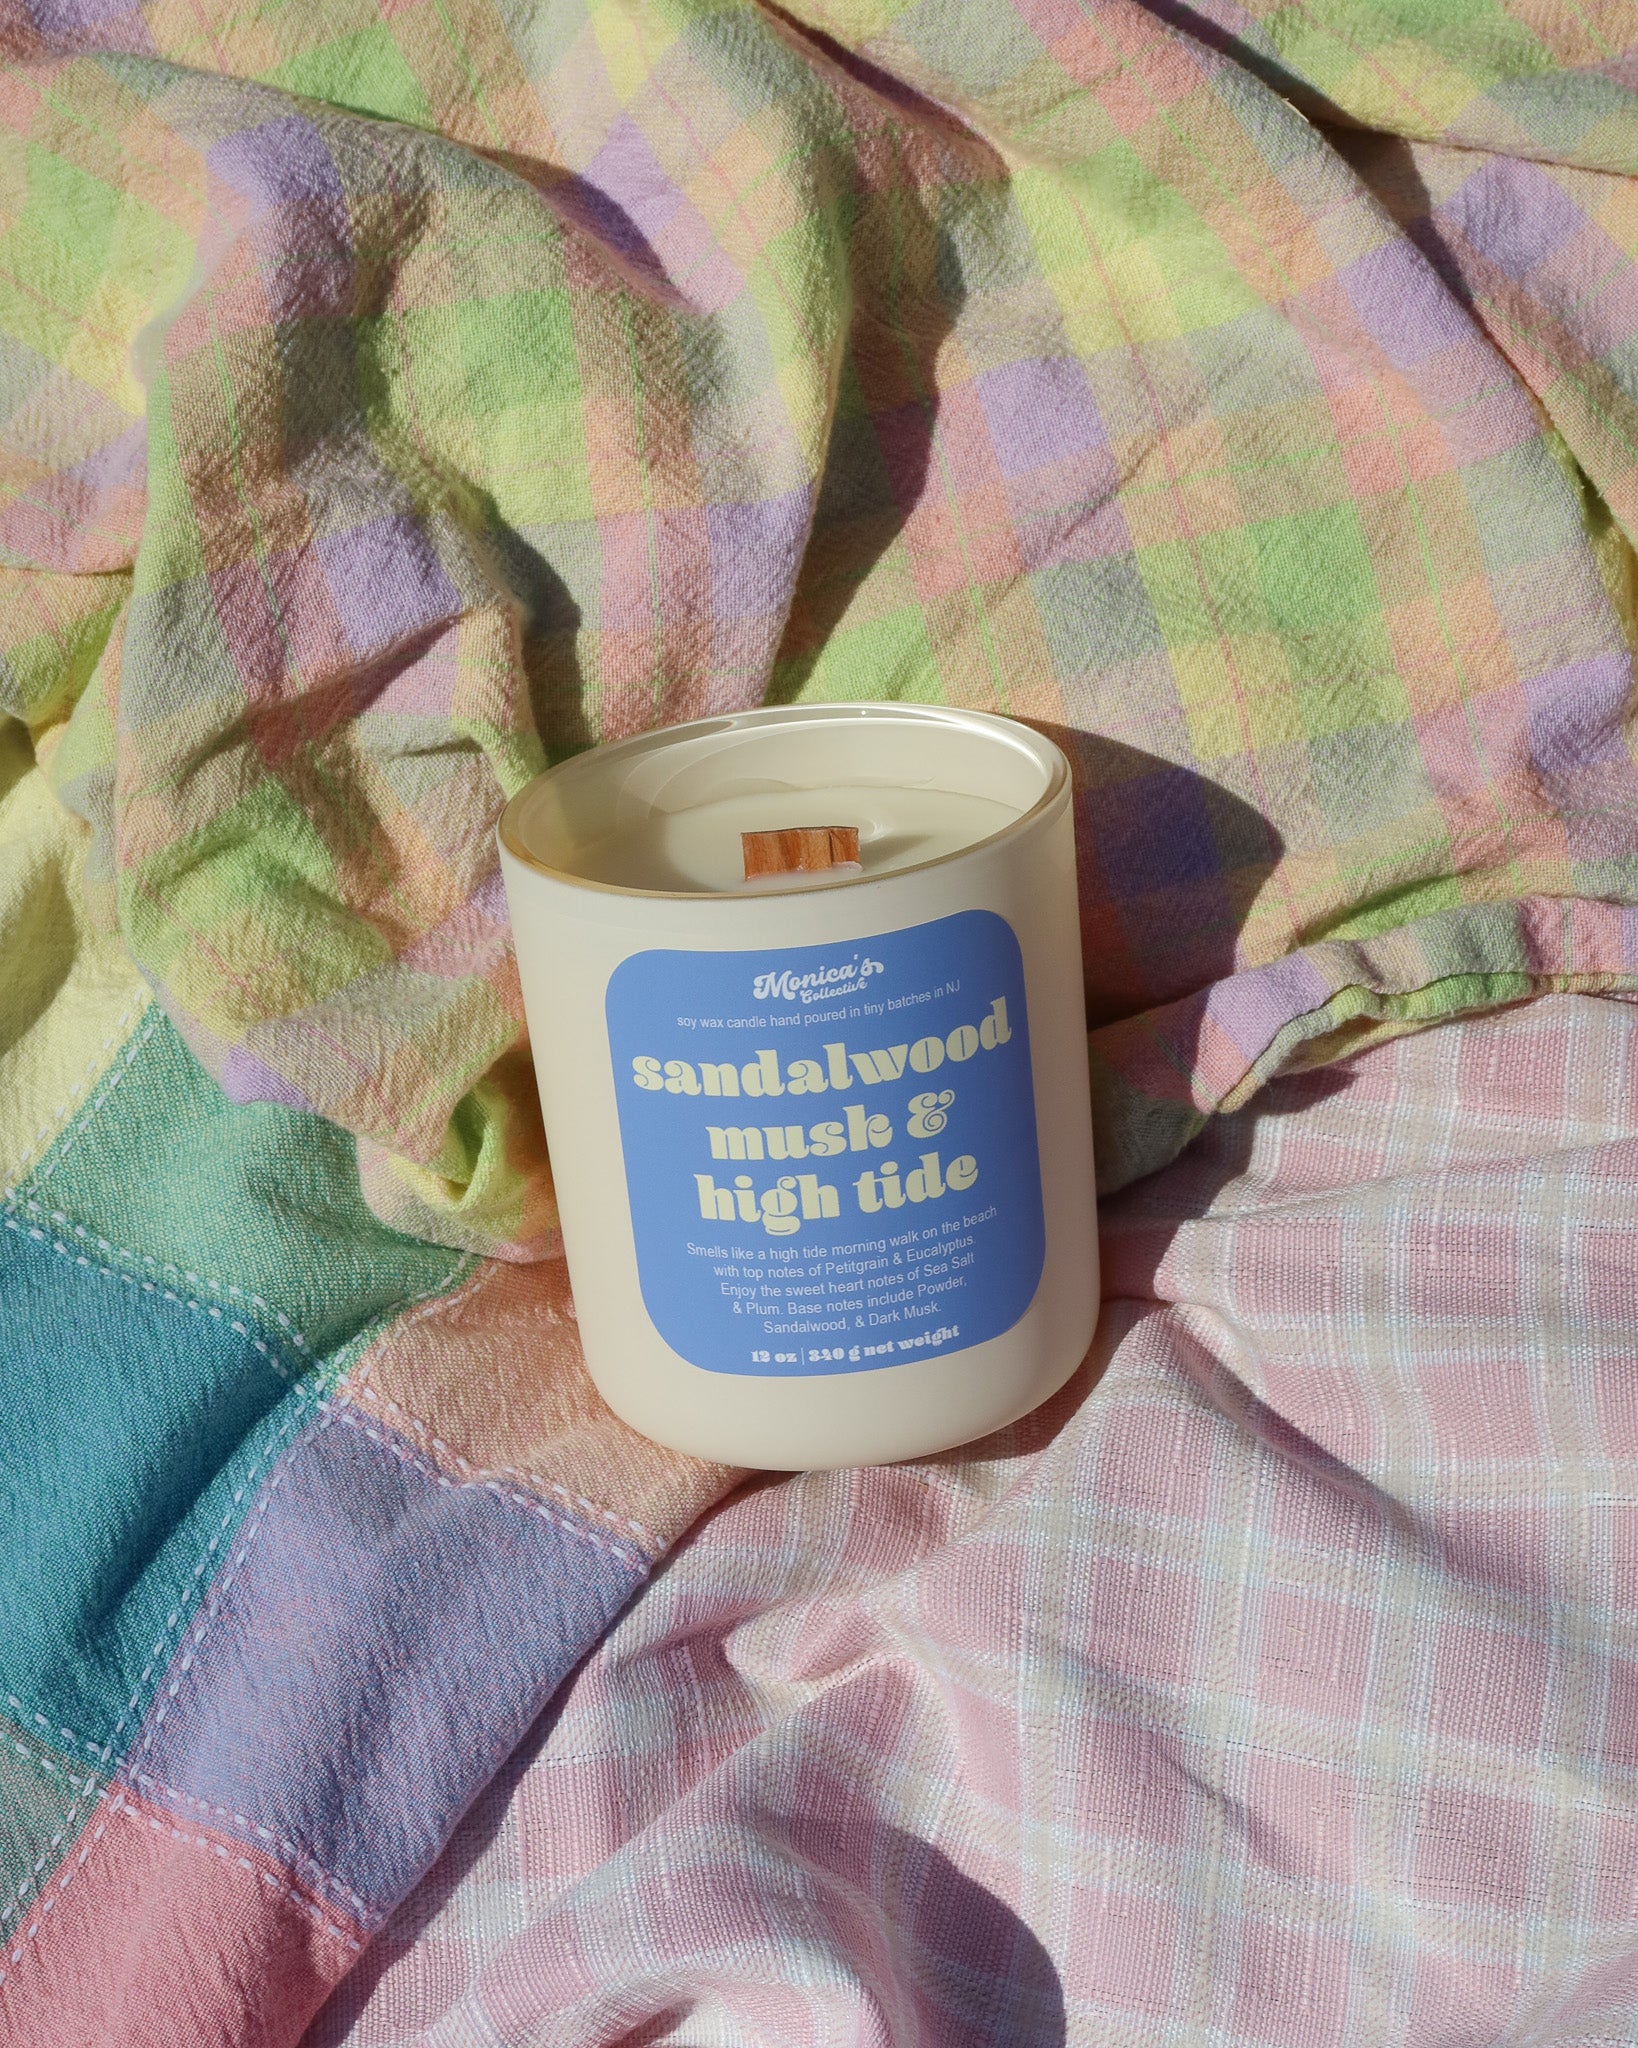 Monica's
Collective
soy wax candle hand poured in tiny batches in NJ
sandalwood
musk &
high tide
Smells like a high tide morning walk on the beach
with top notes of Petitgrain & Eucalyptus.
Enjoy the sweet heart notes of Sea Salt
& Plum. Base notes include Powder,
Sandalwood, & Dark Musk.
12 oz | 340 g net weight